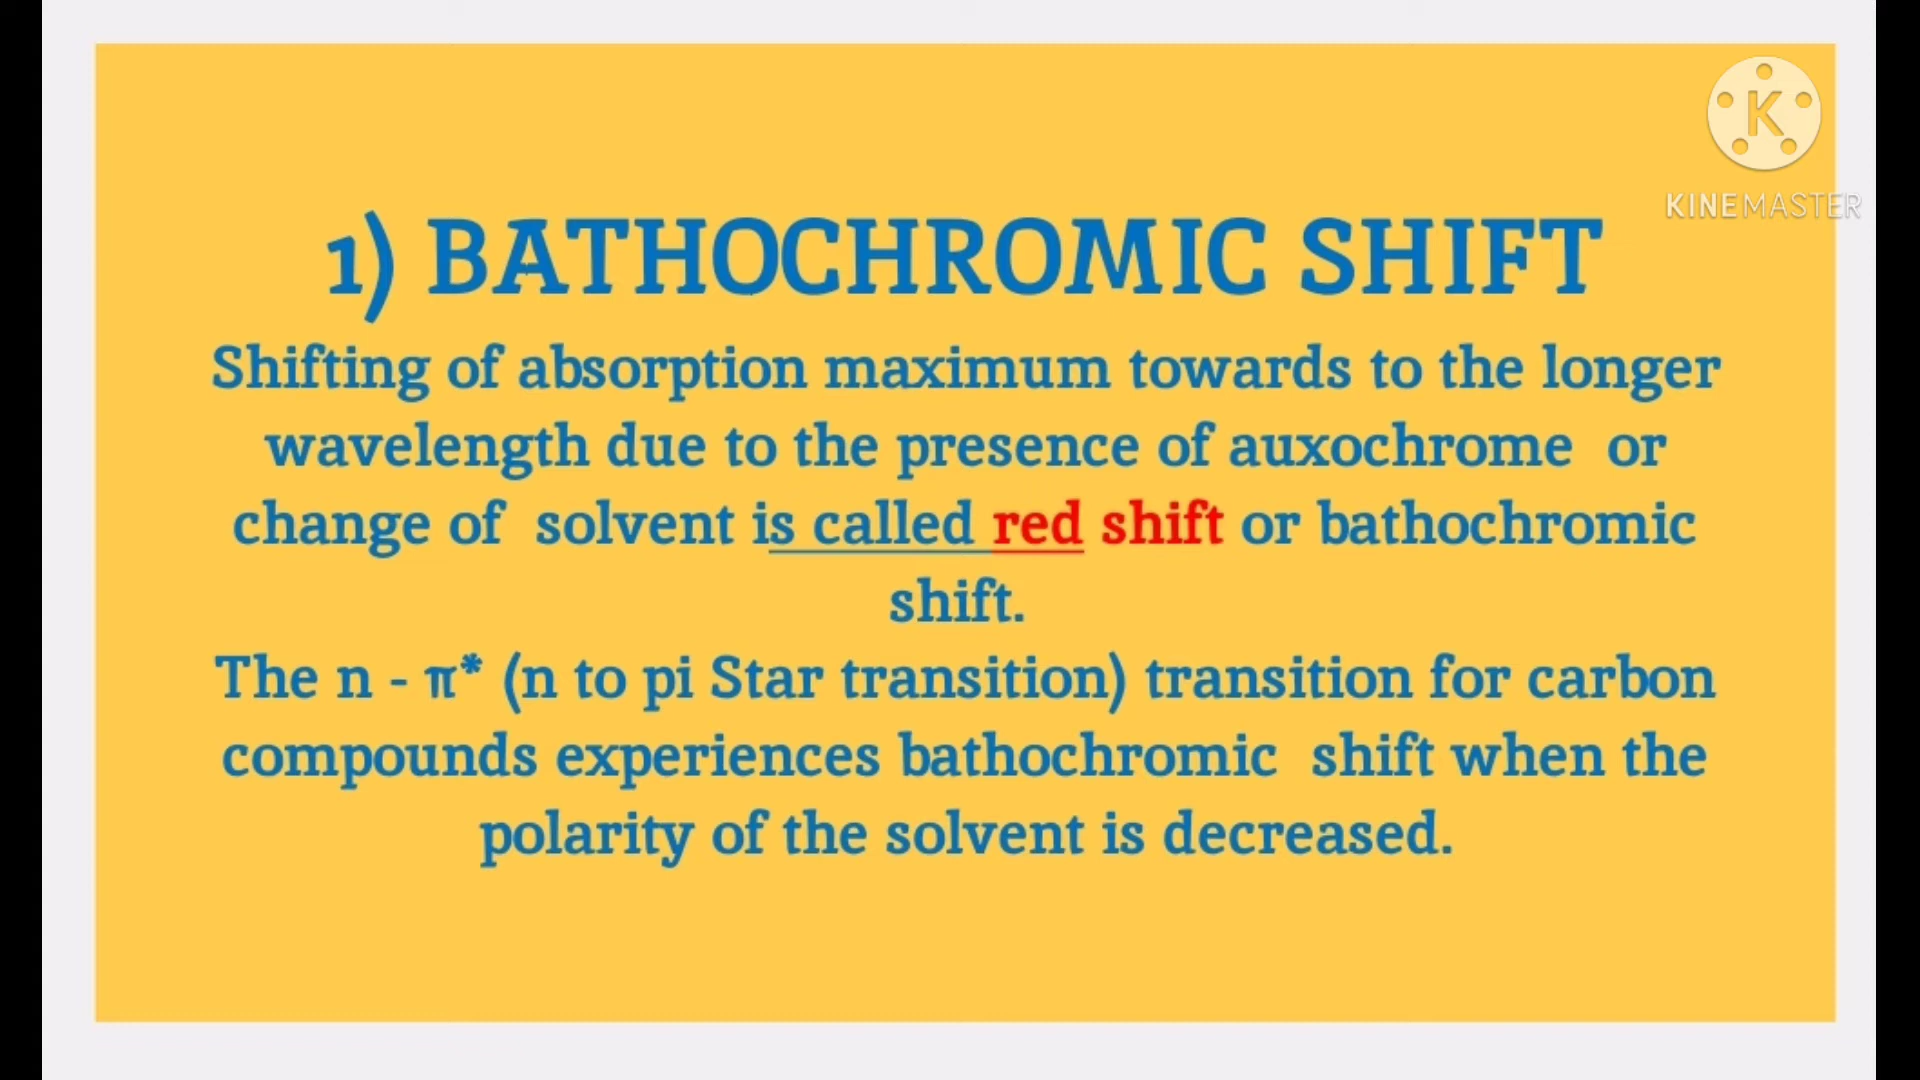 KINEMASTER
1) BATHOCHROMIC SHIFT
Shifting of absorption maximum towards to the longer
wavelength due to the presence of auxochrome or
change of solvent is called red shift or bathochromic
shift.
The n - π* (n to pi Star transition) transition for carbon
compounds experiences bathochromic shift when the
polarity of the solvent is decreased.